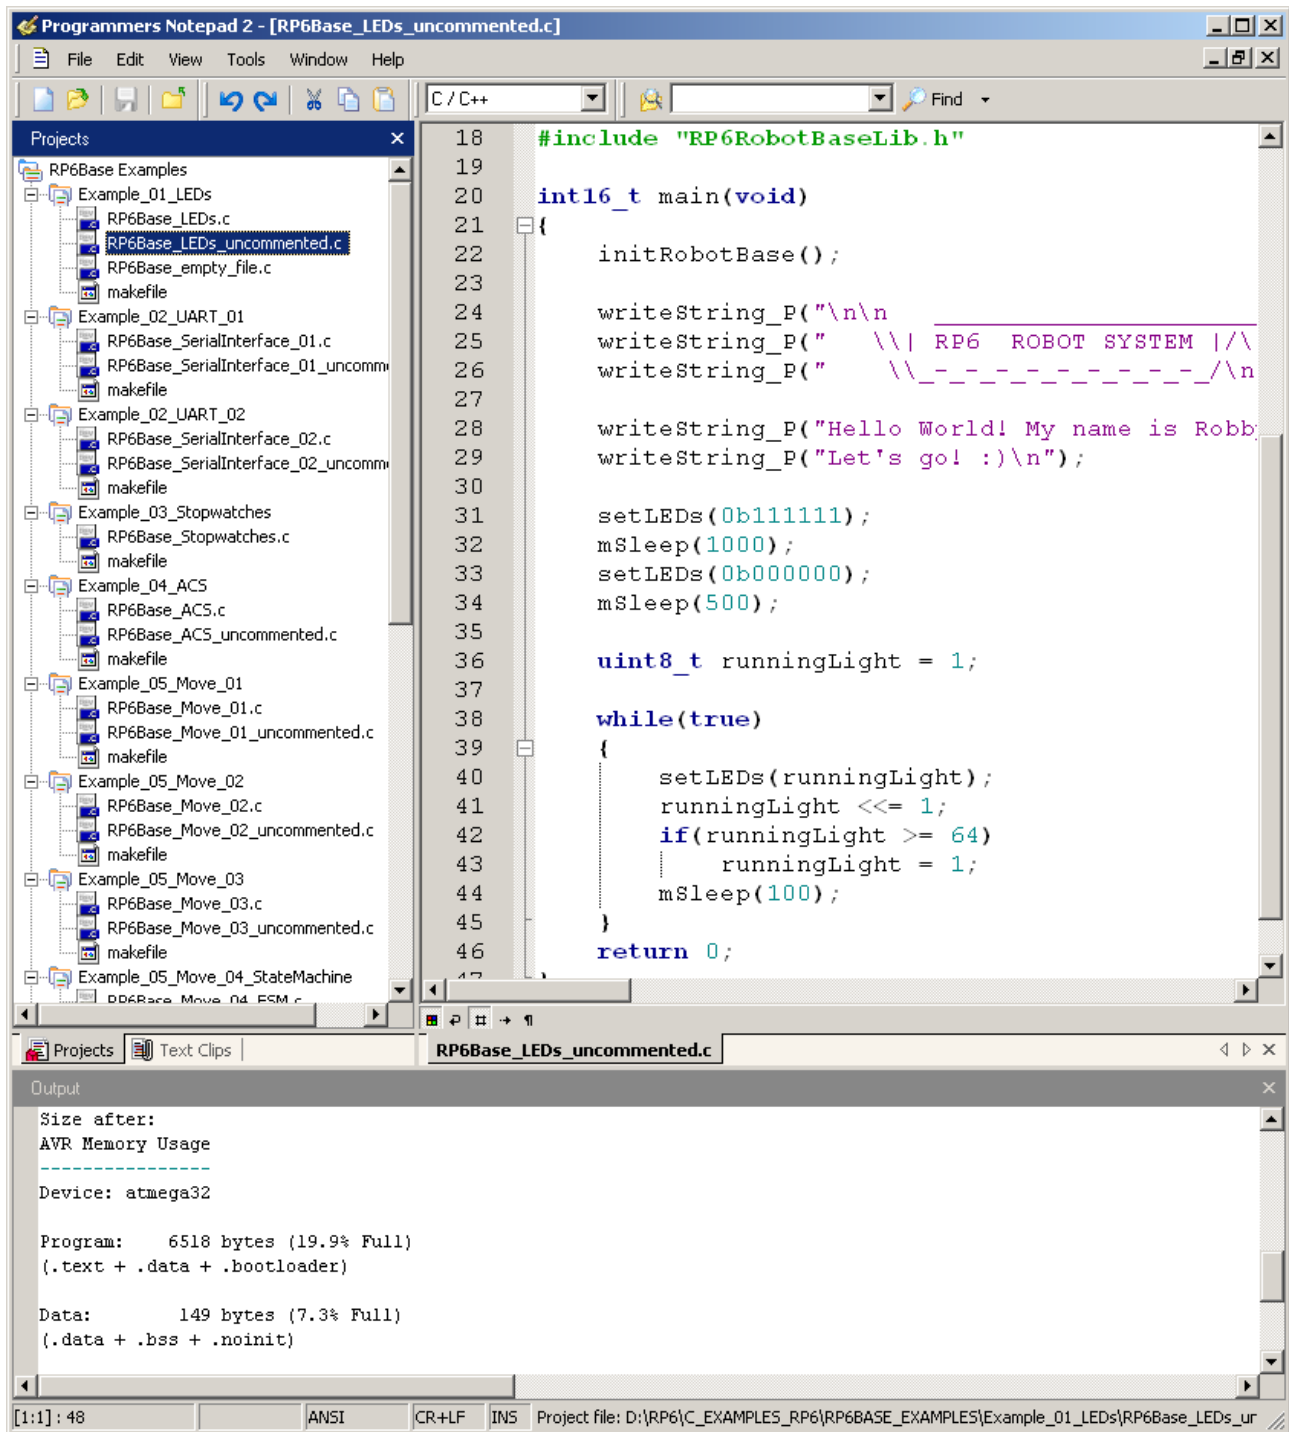 Programmers Notepad 2 - [RP6Base_LEDs_uncommented.c]
File Edit View Tools Window Help
C / C++ Find
Projects
RP6Base Examples
Example_01_LEDs
RP6Base_LEDs.c
RP6Base_LEDs_uncommented.c
RP6Base_empty_file.c
makefile
Example_02_UART_01
RP6Base_SerialInterface_01.c
RP6Base_SerialInterface_01_uncomm
makefile
Example_02_UART_02
RP6Base_SerialInterface_02.c
RP6Base_SerialInterface_02_uncomm
makefile
Example_03_Stopwatches
RP6Base_Stopwatches.c
makefile
Example_04_ACS
RP6Base_ACS.c
RP6Base_ACS_uncommented.c
makefile
Example_05_Move_01
RP6Base_Move_01.c
RP6Base_Move_01_uncommented.c
makefile
Example_05_Move_02
RP6Base_Move_02.c
RP6Base_Move_02_uncommented.c
makefile
Example_05_Move_03
RP6Base_Move_03.c
RP6Base_Move_03_uncommented.c
makefile
Example_05_Move_04_StateMachine
RP6Base_Move_04_FSM.c
Projects Text Clips
18 #include "RP6RobotBaseLib.h"
19
20 int16_t main(void)
21 {
22 initRobotBase();
23
24 writeString_P("\n\n ______________________
25 writeString_P(" \\| RP6 ROBOT SYSTEM |/\
26 writeString_P(" \\_-_-_-_-_-_-_-_-_-_/\n
27
28 writeString_P("Hello World! My name is Robby
29 writeString_P("Let's go! :)\n");
30
31 setLEDs(0b111111);
32 mSleep(1000);
33 setLEDs(0b000000);
34 mSleep(500);
35
36 uint8_t runningLight = 1;
37
38 while(true)
39 {
40 setLEDs(runningLight);
41 runningLight <<= 1;
42 if(runningLight >= 64)
43 runningLight = 1;
44 mSleep(100);
45 }
46 return 0;
47 }
RP6Base_LEDs_uncommented.c
Output
Size after:
AVR Memory Usage
----------------
Device: atmega32
Program: 6518 bytes (19.9% Full)
(.text + .data + .bootloader)
Data: 149 bytes (7.3% Full)
(.data + .bss + .noinit)
[1:1] : 48 ANSI CR+LF INS Project file: D:\RP6\C_EXAMPLES_RP6\RP6BASE_EXAMPLES\Example_01_LEDs\RP6Base_LEDs_ur